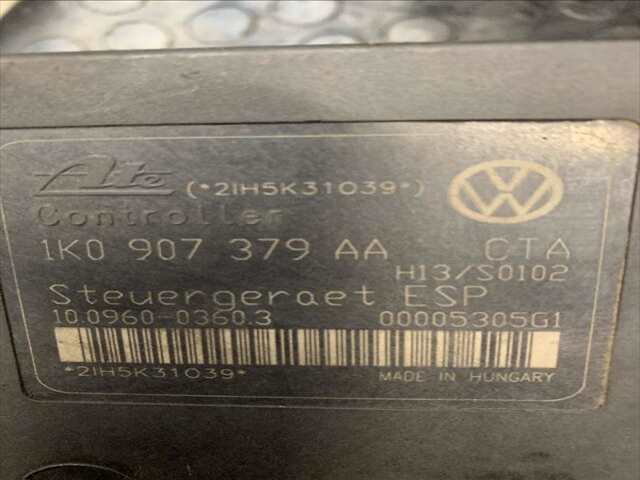 Ate (*2IH5K31039*)
Controller
1K0 907 379 AA CTA
H13/S0102
Steuergeraet ESP
10.0960-0360.3 00005305G1
*2IH5K31039* MADE IN HUNGARY